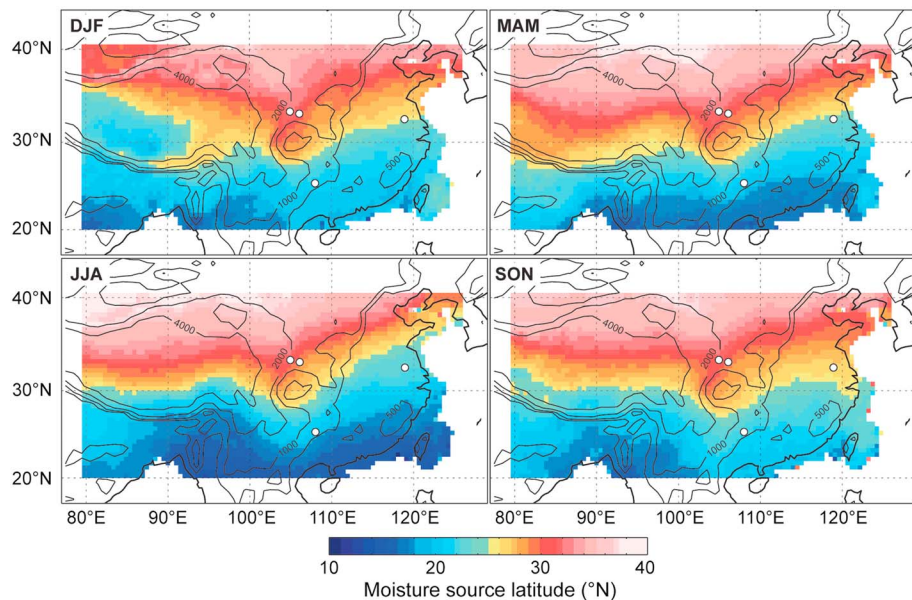 DJF
MAM
40°N
4000
4000
2000
2000
30°N
500
500
1000
1000
20°N
JJA
SON
40°N
4000
4000
2000
2000
30°N
500
500
1000
1000
20°N
80°E 90°E 100°E 110°E 120°E 80°E 90°E 100°E 110°E 120°E
10 20 30 40
Moisture source latitude (°N)